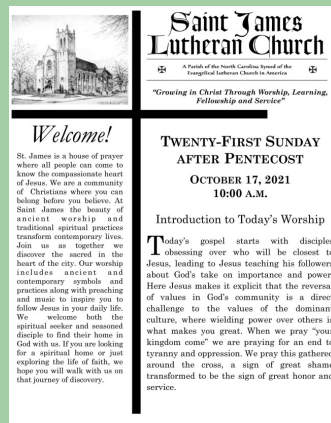 Saint James
Lutheran Church
A Parish of the North Carolina Synod of the
Evangelical Lutheran Church in America
"Growing in Christ Through Worship, Learning,
Fellowship and Service"
Welcome!
St. James is a house of prayer
where all people can come to
know the compassionate heart
of Jesus. We are a community
of Christians where you can
belong before you believe. At
Saint James the beauty of
ancient worship and
traditional spiritual practices
transform contemporary lives.
Join us as together we
discover the sacred in the
heart of the city. Our worship
includes ancient and
contemporary symbols and
practices along with preaching
and music to inspire you to
follow Jesus in your daily life.
We welcome both the
spiritual seeker and seasoned
disciple to find their home in
God with us. If you are looking
for a spiritual home or just
exploring the life of faith, we
hope you will walk with us on
that journey of discovery.
TWENTY-FIRST SUNDAY
AFTER PENTECOST
OCTOBER 17, 2021
10:00 A.M.
Introduction to Today's Worship
Today's gospel starts with disciples
obsessing over who will be closest to
Jesus, leading to Jesus teaching his followers
about God's take on importance and power.
Here Jesus makes it explicit that the reversal
of values in God's community is a direct
challenge to the values of the dominant
culture, where wielding power over others is
what makes you great. When we pray "your
kingdom come" we are praying for an end to
tyranny and oppression. We pray this gathered
around the cross, a sign of great shame
transformed to be the sign of great honor and
service.